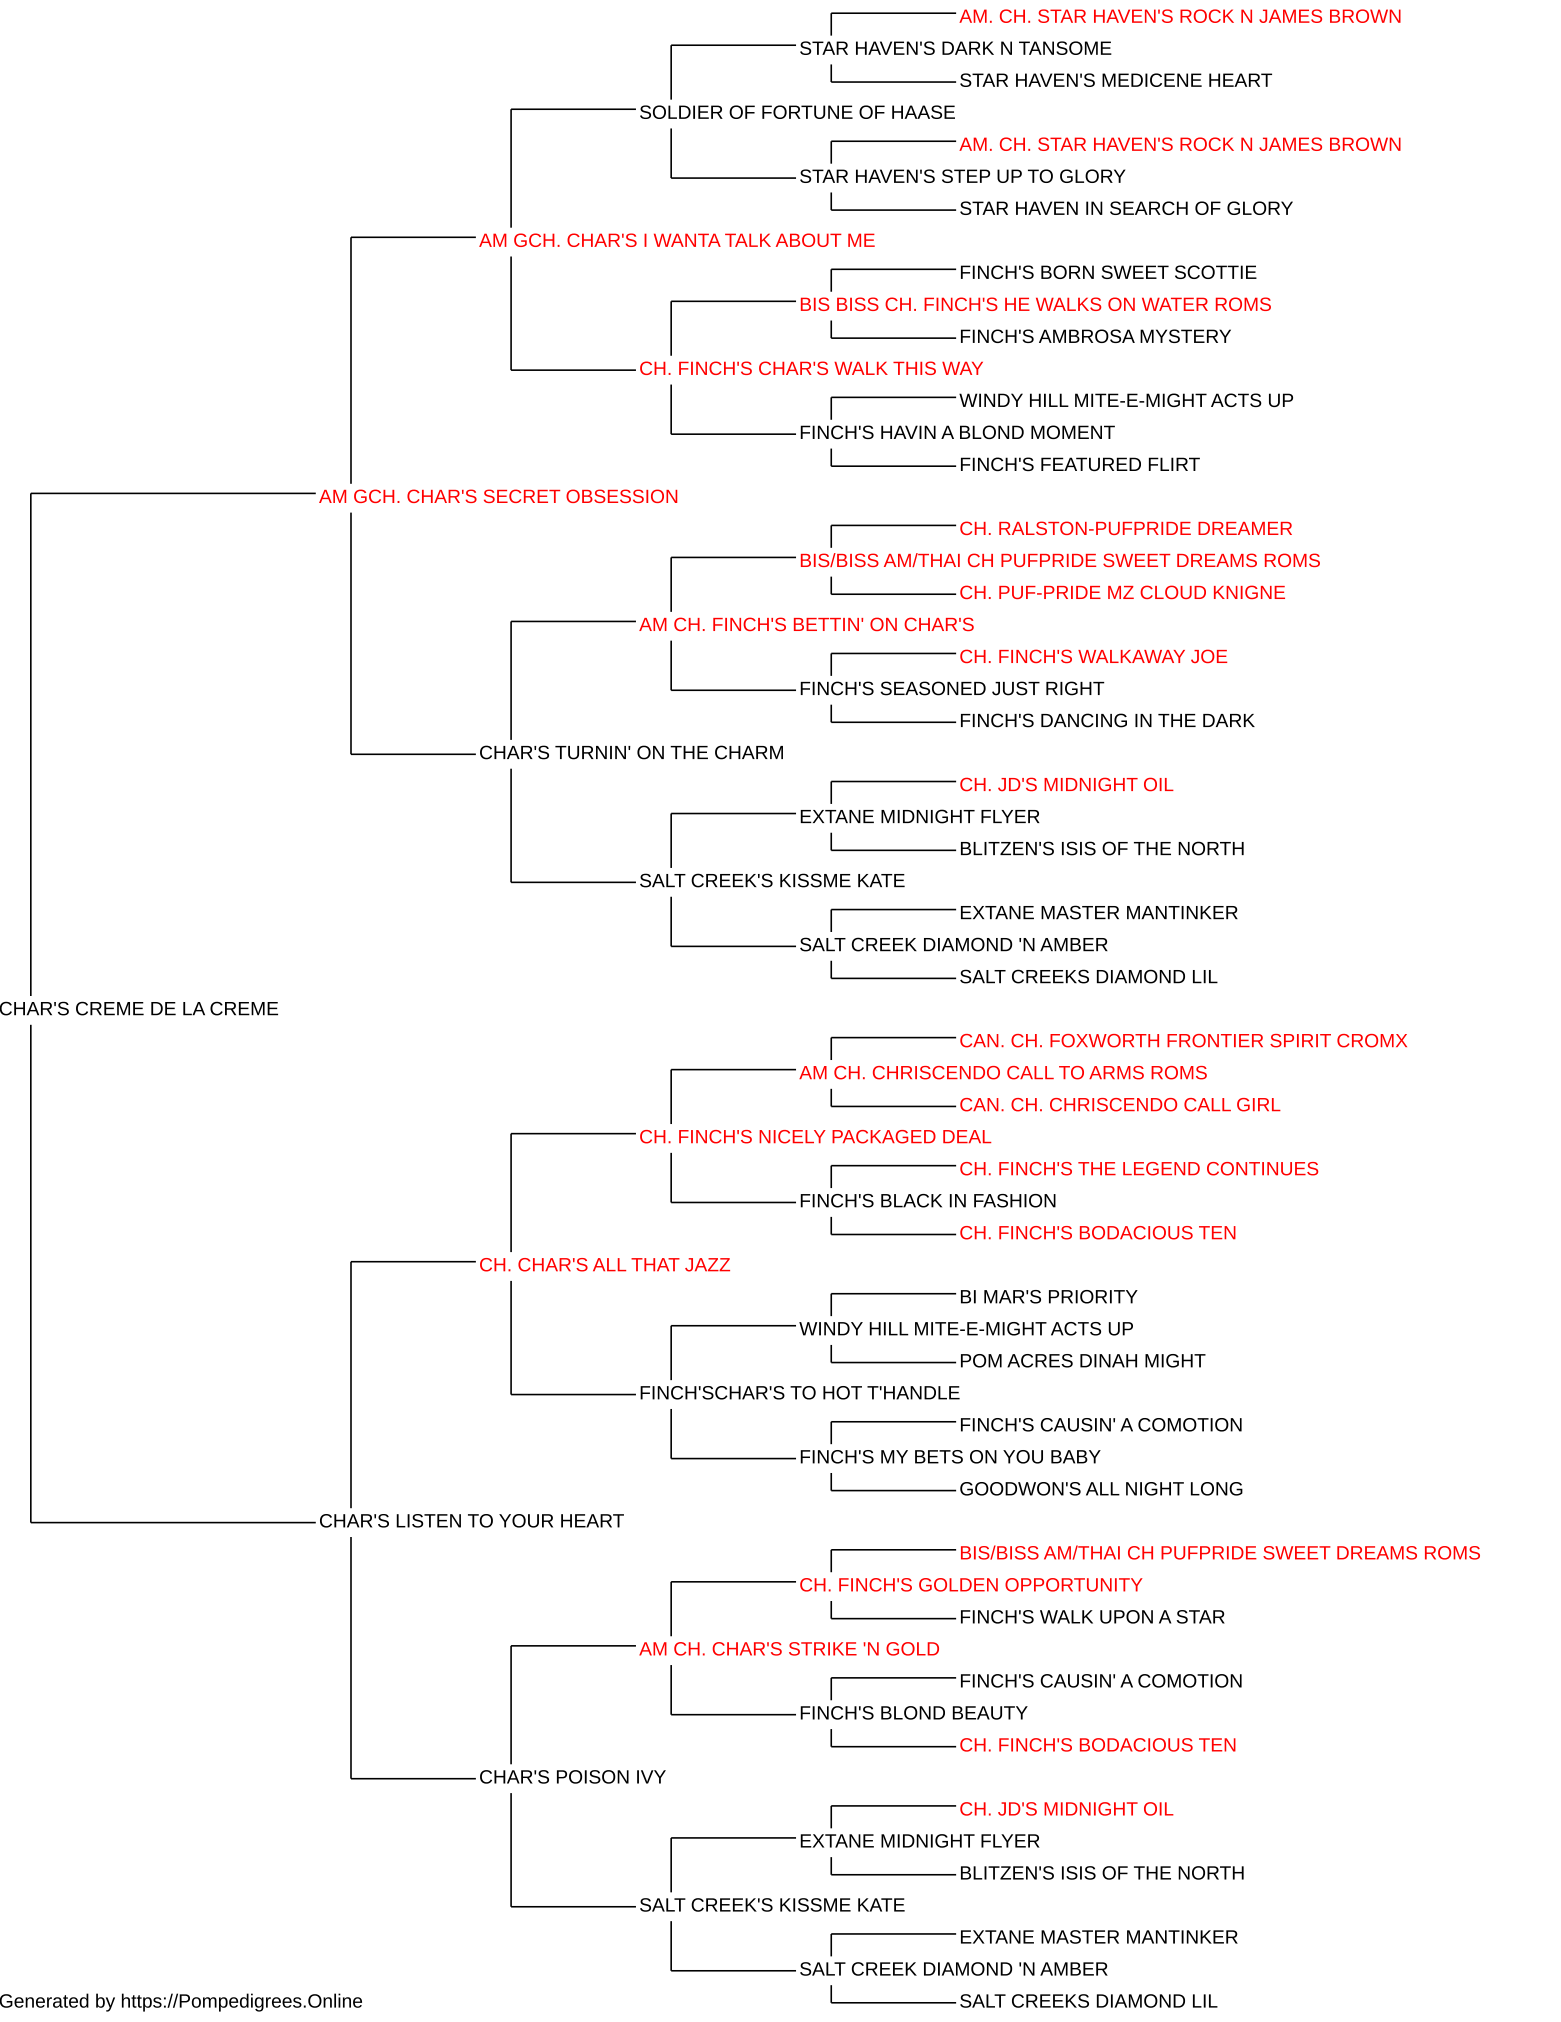 AM. CH. STAR HAVEN'S ROCK N JAMES BROWN
STAR HAVEN'S DARK N TANSOME
STAR HAVEN'S MEDICENE HEART
SOLDIER OF FORTUNE OF HAASE
AM. CH. STAR HAVEN'S ROCK N JAMES BROWN
STAR HAVEN'S STEP UP TO GLORY
STAR HAVEN IN SEARCH OF GLORY
AM GCH. CHAR'S I WANTA TALK ABOUT ME
FINCH'S BORN SWEET SCOTTIE
BIS BISS CH. FINCH'S HE WALKS ON WATER ROMS
FINCH'S AMBROSA MYSTERY
CH. FINCH'S CHAR'S WALK THIS WAY
WINDY HILL MITE-E-MIGHT ACTS UP
FINCH'S HAVIN A BLOND MOMENT
FINCH'S FEATURED FLIRT
AM GCH. CHAR'S SECRET OBSESSION
CH. RALSTON-PUFPRIDE DREAMER
BIS/BISS AM/THAI CH PUFPRIDE SWEET DREAMS ROMS
CH. PUF-PRIDE MZ CLOUD KNIGNE
AM CH. FINCH'S BETTIN' ON CHAR'S
CH. FINCH'S WALKAWAY JOE
FINCH'S SEASONED JUST RIGHT
FINCH'S DANCING IN THE DARK
CHAR'S TURNIN' ON THE CHARM
CH. JD'S MIDNIGHT OIL
EXTANE MIDNIGHT FLYER
BLITZEN'S ISIS OF THE NORTH
SALT CREEK'S KISSME KATE
EXTANE MASTER MANTINKER
SALT CREEK DIAMOND 'N AMBER
SALT CREEKS DIAMOND LIL
CHAR'S CREME DE LA CREME
CAN. CH. FOXWORTH FRONTIER SPIRIT CROMX
AM CH. CHRISCENDO CALL TO ARMS ROMS
CAN. CH. CHRISCENDO CALL GIRL
CH. FINCH'S NICELY PACKAGED DEAL
CH. FINCH'S THE LEGEND CONTINUES
FINCH'S BLACK IN FASHION
CH. FINCH'S BODACIOUS TEN
CH. CHAR'S ALL THAT JAZZ
BI MAR'S PRIORITY
WINDY HILL MITE-E-MIGHT ACTS UP
POM ACRES DINAH MIGHT
FINCH'SCHAR'S TO HOT T'HANDLE
FINCH'S CAUSIN' A COMOTION
FINCH'S MY BETS ON YOU BABY
GOODWON'S ALL NIGHT LONG
CHAR'S LISTEN TO YOUR HEART
BIS/BISS AM/THAI CH PUFPRIDE SWEET DREAMS ROMS
CH. FINCH'S GOLDEN OPPORTUNITY
FINCH'S WALK UPON A STAR
AM CH. CHAR'S STRIKE 'N GOLD
FINCH'S CAUSIN' A COMOTION
FINCH'S BLOND BEAUTY
CH. FINCH'S BODACIOUS TEN
CHAR'S POISON IVY
CH. JD'S MIDNIGHT OIL
EXTANE MIDNIGHT FLYER
BLITZEN'S ISIS OF THE NORTH
SALT CREEK'S KISSME KATE
EXTANE MASTER MANTINKER
SALT CREEK DIAMOND 'N AMBER
SALT CREEKS DIAMOND LIL
Generated by https://Pompedigrees.Online